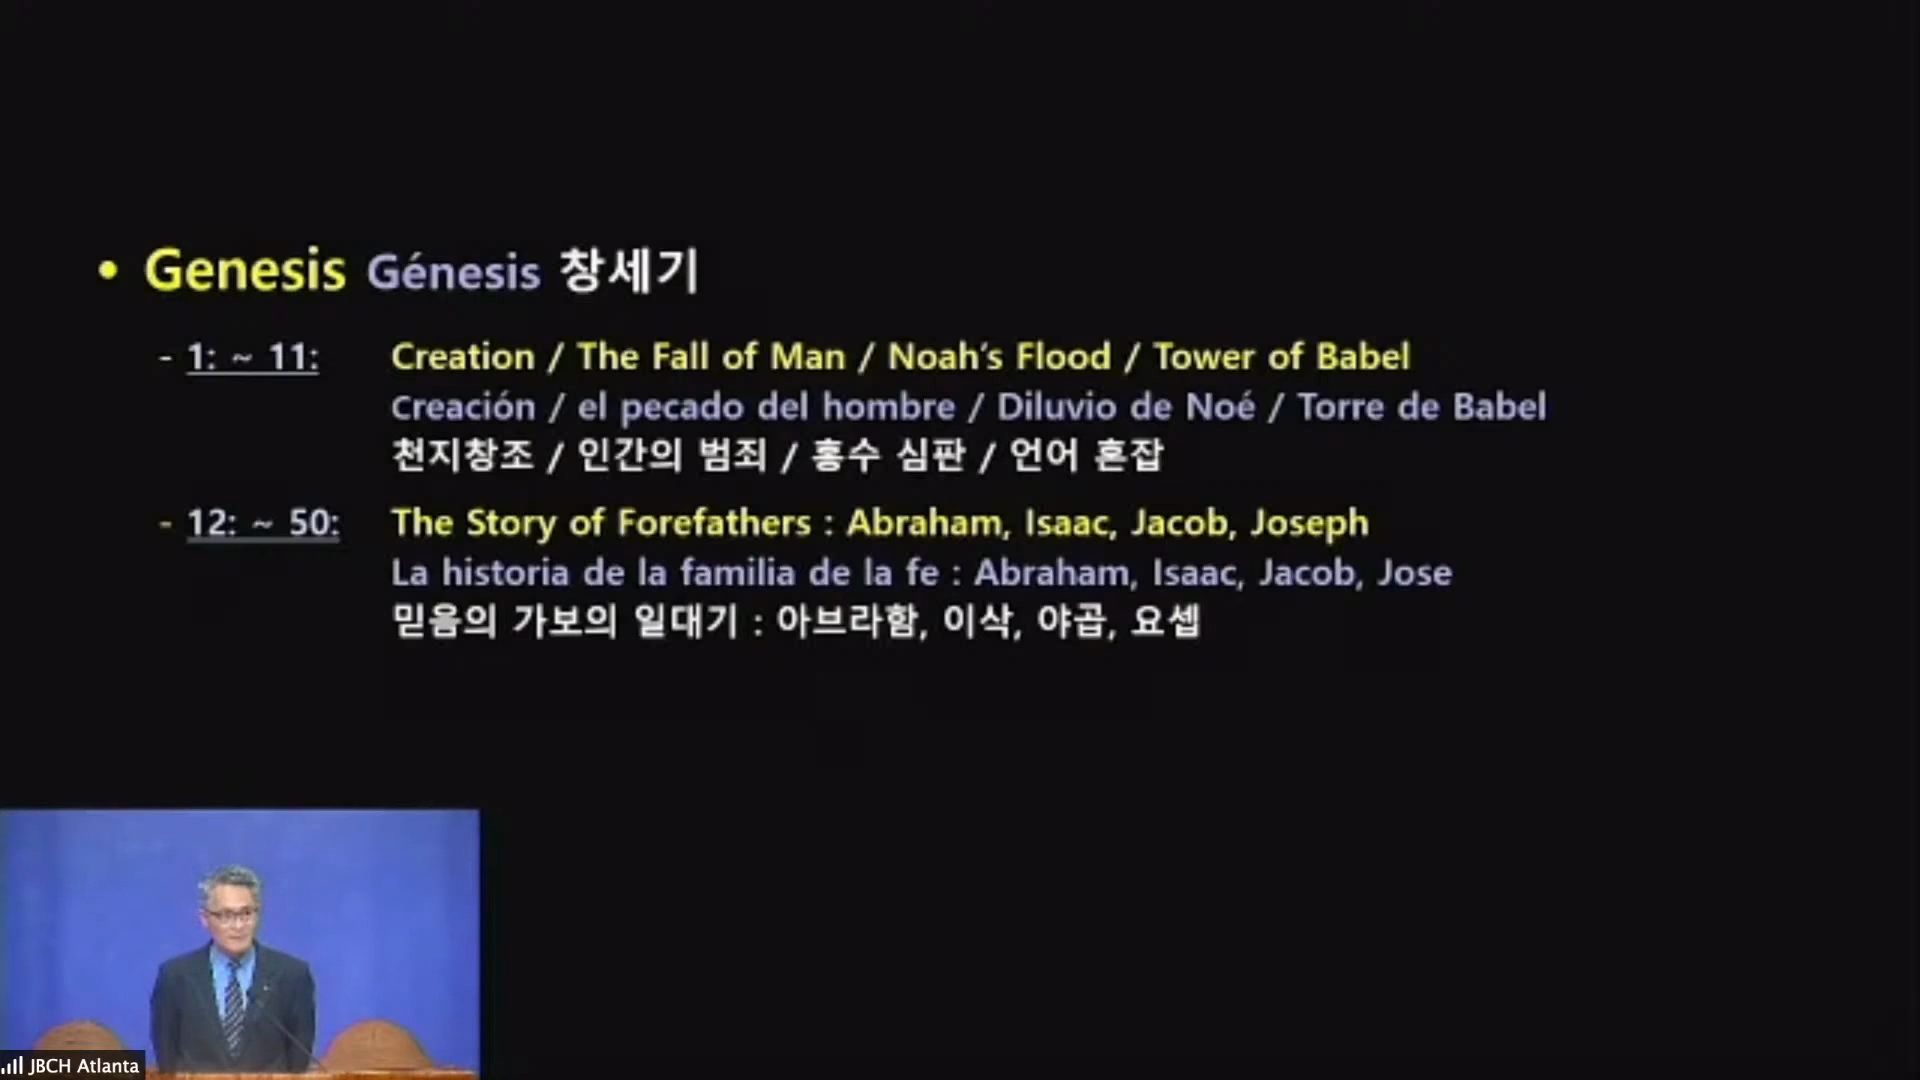 • Genesis Génesis 창세기
- 1: ~ 11: Creation / The Fall of Man / Noah's Flood / Tower of Babel
Creación / el pecado del hombre / Diluvio de Noé / Torre de Babel
천지창조 / 인간의 범죄 / 홍수 심판 / 언어 혼잡
- 12: ~ 50: The Story of Forefathers : Abraham, Isaac, Jacob, Joseph
La historia de la familia de la fe : Abraham, Isaac, Jacob, Jose
믿음의 가보의 일대기 : 아브라함, 이삭, 야곱, 요셉
JBCH Atlanta